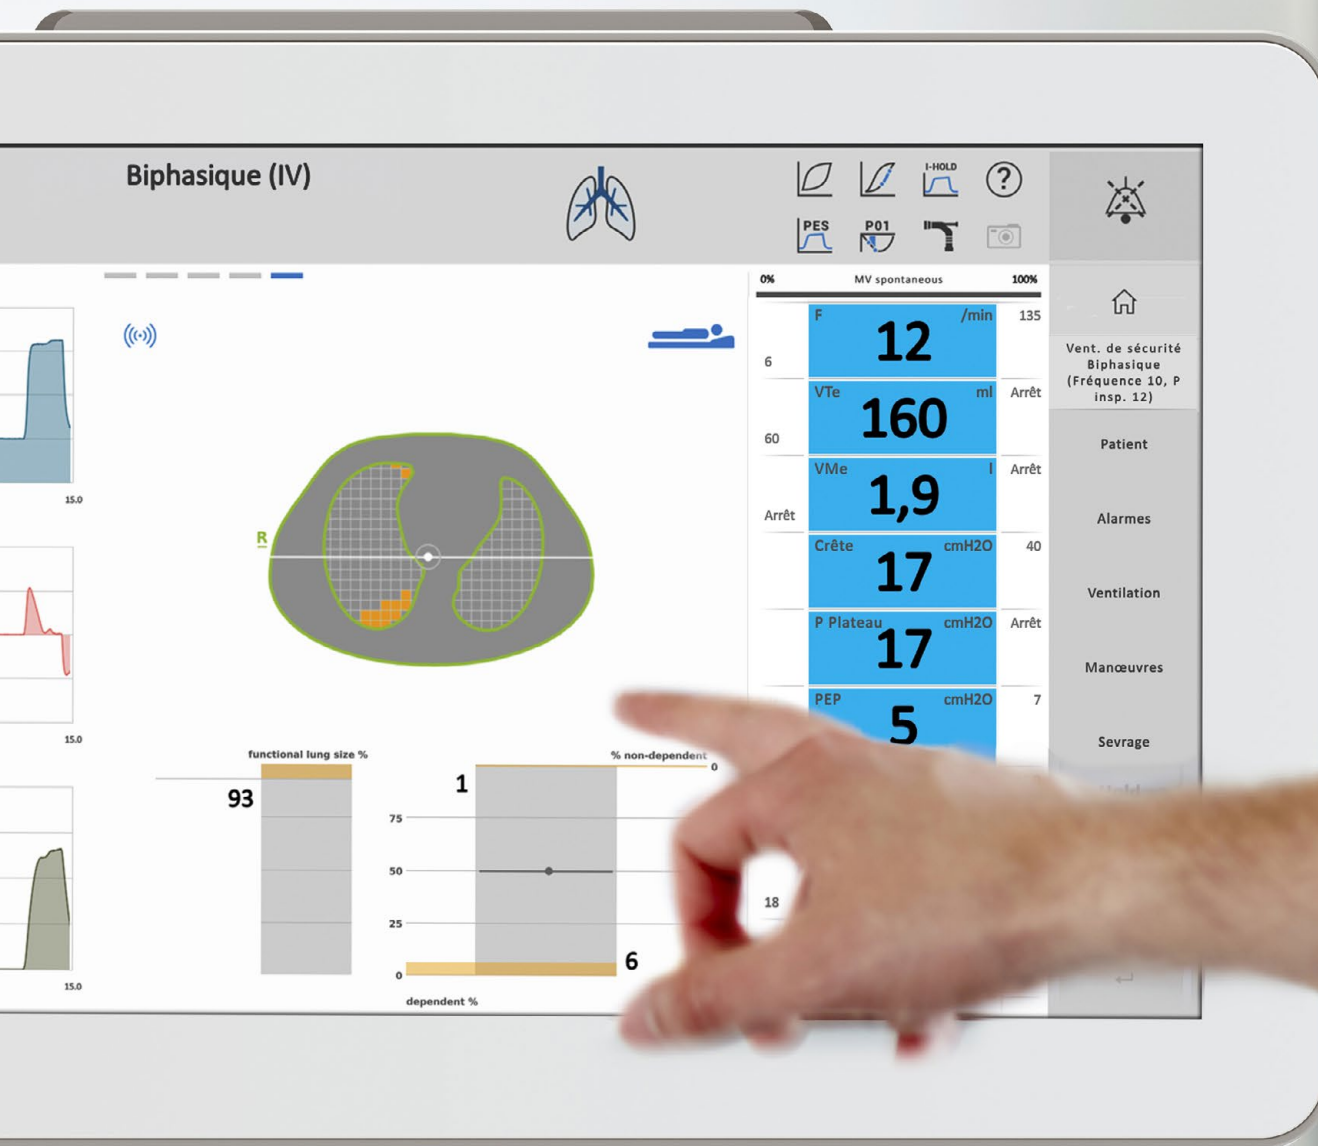 Biphasique (IV)
I-HOLD
?
PES
P01
0%
MV spontaneous
100%
F
/min
12
135
6
VTe
ml
160
Arrêt
60
VMe
l
1,9
Arrêt
Arrêt
Crête
cmH2O
17
40
P Plateau
cmH2O
17
Arrêt
PEP
cmH2O
5
7
18
Vent. de sécurité
Biphasique
(Fréquence 10, P
insp. 12)
Patient
Alarmes
Ventilation
Manœuvres
Sevrage
15.0
15.0
15.0
R
functional lung size %
93
% non-dependent
0
1
75
50
25
0
6
dependent %